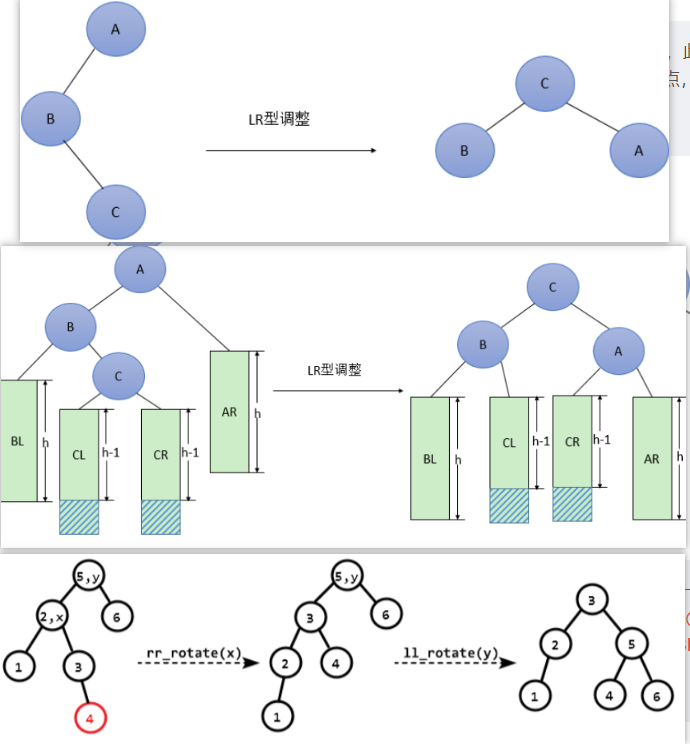 A
B
C
LR型调整
C
B
A
点,
A
B
C
BL
h
CL
h-1
CR
h-1
AR
h
LR型调整
C
B
A
BL
h
CL
h-1
CR
h-1
AR
h
5,y
2,x
6
1
3
4
rr_rotate(x)
5,y
3
6
2
4
1
ll_rotate(y)
3
2
5
1
4
6